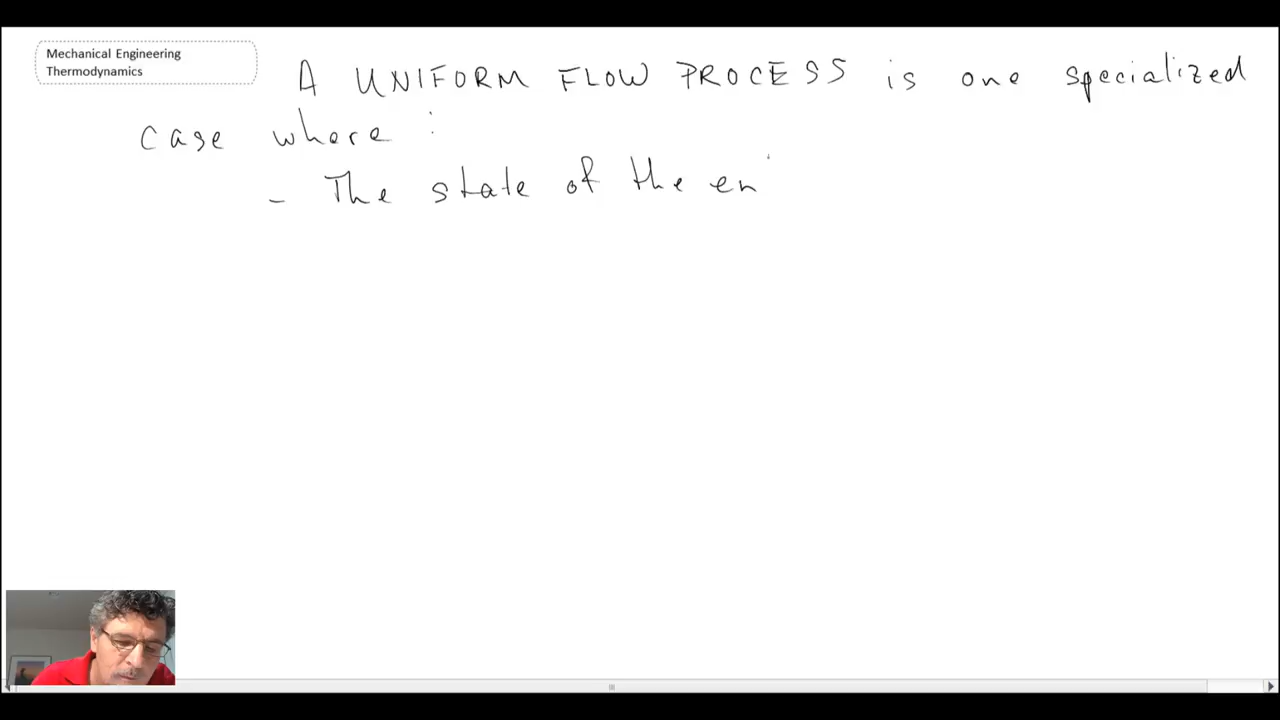 Mechanical Engineering
Thermodynamics
A UNIFORM FLOW PROCESS is one specialized
case where :
- The state of the en